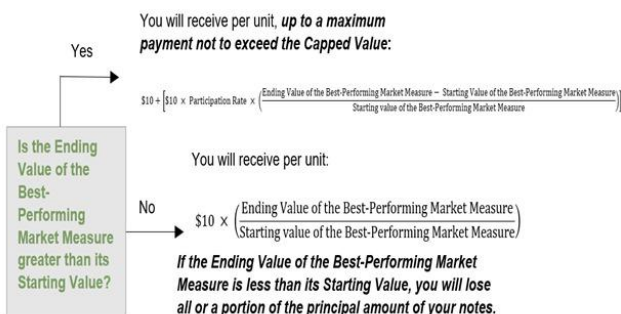 You will receive per unit, up to a maximum
payment not to exceed the Capped Value:
Yes
$10 + [$10 × Participation Rate × (Ending Value of the Best-Performing Market Measure − Starting Value of the Best-Performing Market Measure
Starting value of the Best-Performing Market Measure)]
Is the Ending
Value of the
Best-
Performing
Market Measure
greater than its
Starting Value?
You will receive per unit:
No
$10 × (Ending Value of the Best-Performing Market Measure
Starting value of the Best-Performing Market Measure)
If the Ending Value of the Best-Performing Market
Measure is less than its Starting Value, you will lose
all or a portion of the principal amount of your notes.